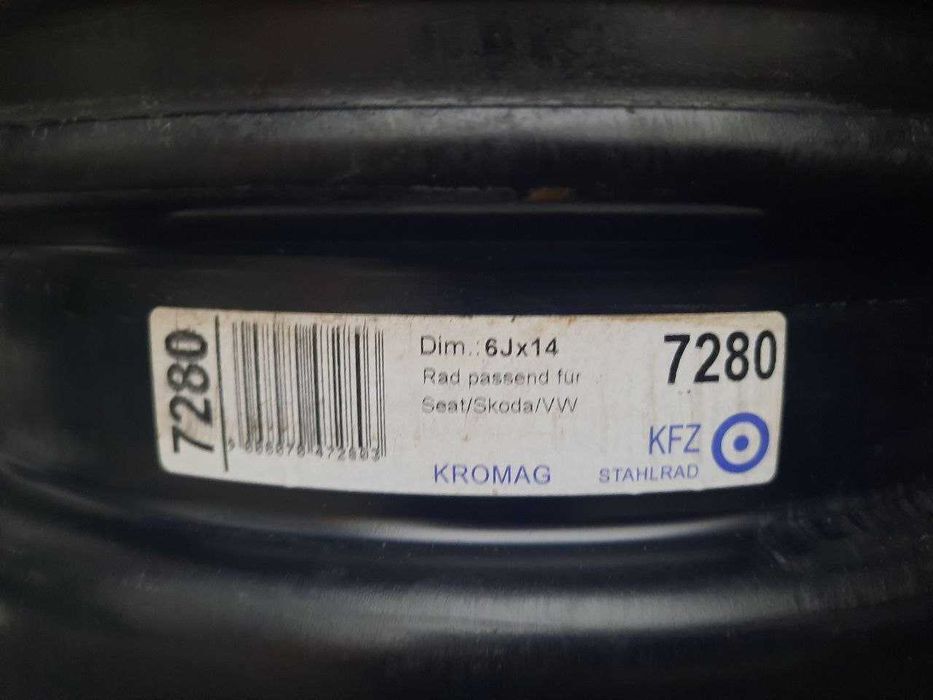 7280
Dim.: 6Jx14
Rad passend für
Seat/Skoda/VW
KROMAG
7280
KFZ
STAHLRAD